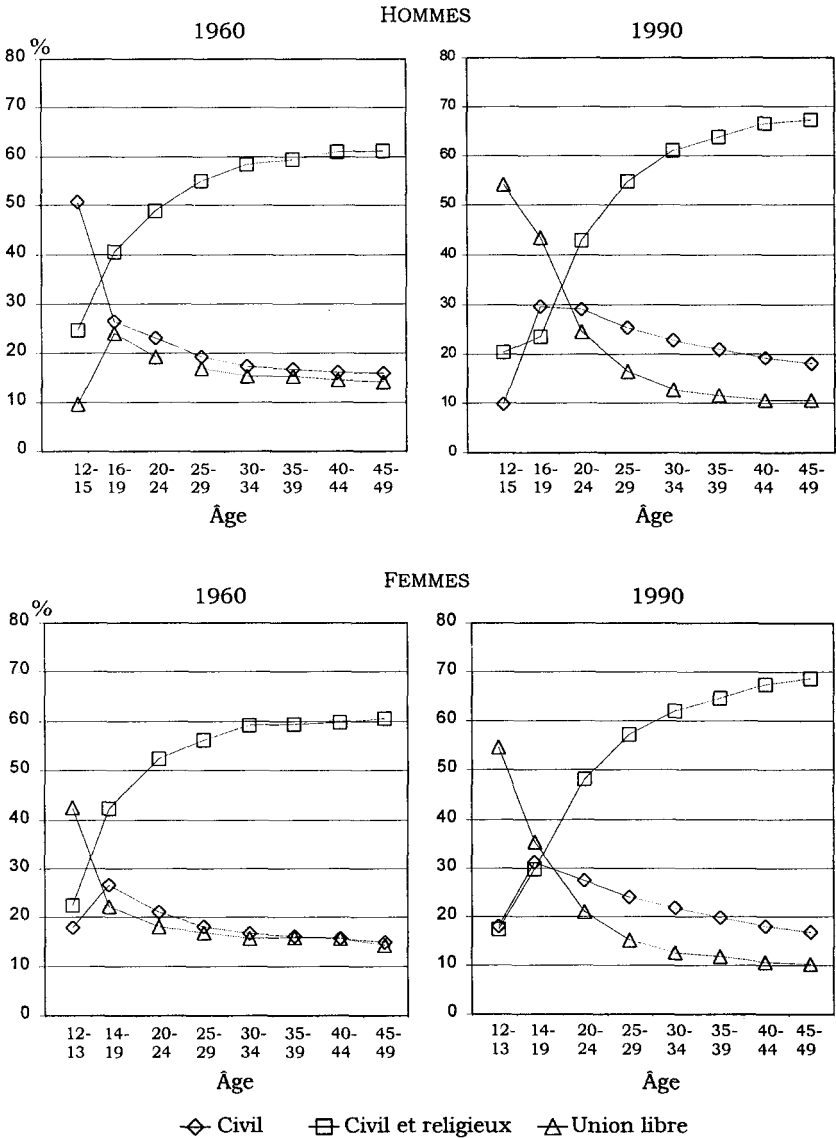 HOMMES
1960 1990
%
80 80
70 70
60 60
50 50
40 40
30 30
20 20
10 10
0 0
12- 16- 20- 25- 30- 35- 40- 45- 12- 16- 20- 25- 30- 35- 40- 45-
15 19 24 29 34 39 44 49 15 19 24 29 34 39 44 49
Âge Âge
FEMMES
1960 1990
%
80 80
70 70
60 60
50 50
40 40
30 30
20 20
10 10
0 0
12- 14- 20- 25- 30- 35- 40- 45- 12- 14- 20- 25- 30- 35- 40- 45-
13 19 24 29 34 39 44 49 13 19 24 29 34 39 44 49
Âge Âge
Civil Civil et religieux Union libre